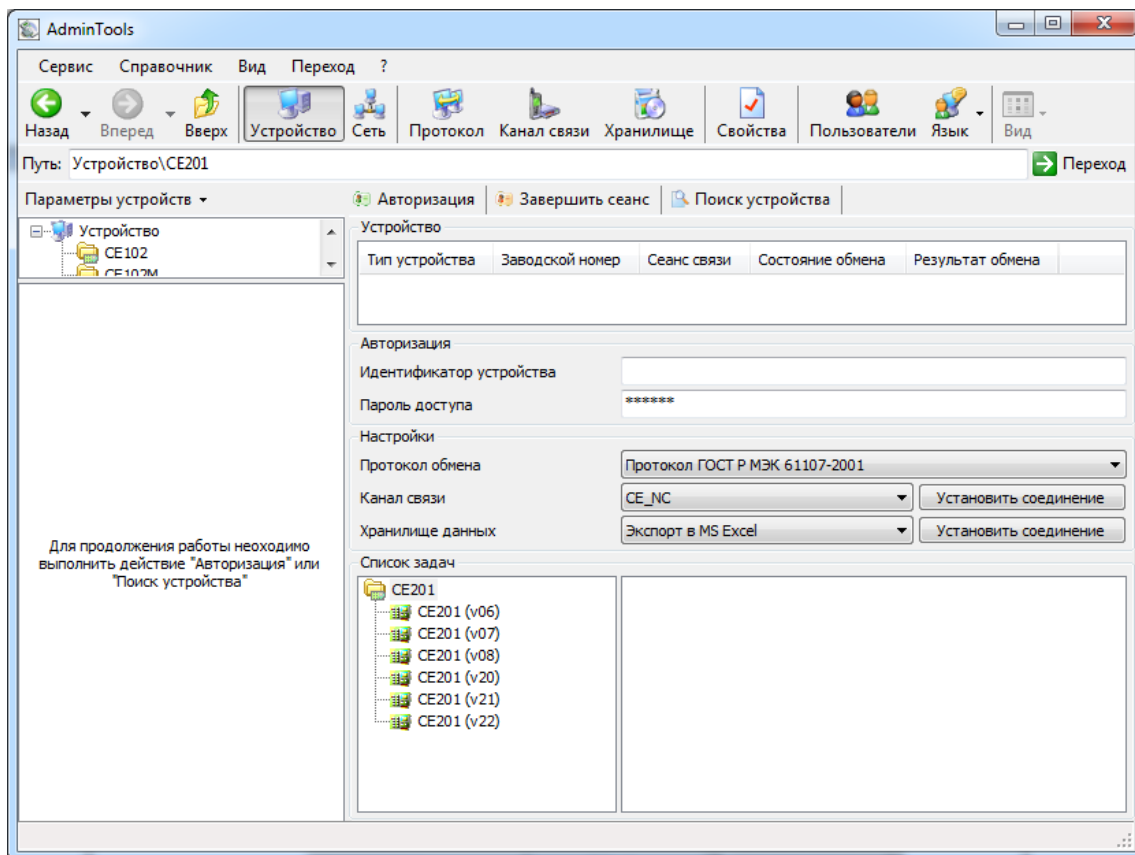 AdminTools
Сервис Справочник Вид Переход ?
Назад Вперед Вверх Устройство Сеть Протокол Канал связи Хранилище Свойства Пользователи Язык Вид
Путь: Устройство\CE201 Переход
Параметры устройств Авторизация Завершить сеанс Поиск устройства
Устройство
CE102
CE102M
Для продолжения работы неоходимо
выполнить действие "Авторизация" или
"Поиск устройства"
Устройство
Тип устройства Заводской номер Сеанс связи Состояние обмена Результат обмена
Авторизация
Идентификатор устройства
Пароль доступа ******
Настройки
Протокол обмена Протокол ГОСТ Р МЭК 61107-2001
Канал связи CE_NC Установить соединение
Хранилище данных Экспорт в MS Excel Установить соединение
Список задач
CE201
CE201 (v06)
CE201 (v07)
CE201 (v08)
CE201 (v20)
CE201 (v21)
CE201 (v22)